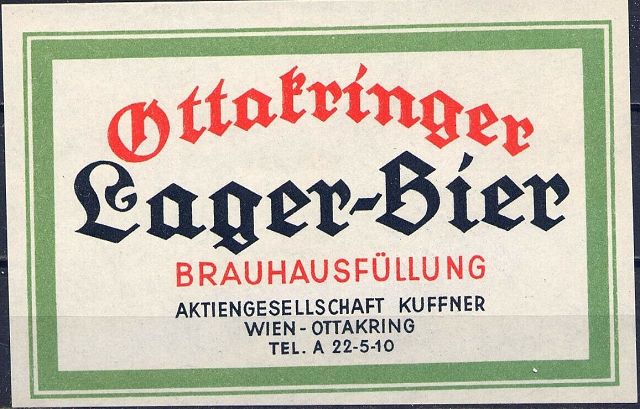 Ottakringer
Lager-Bier
BRAUHAUSFÜLLUNG
AKTIENGESELLSCHAFT KUFFNER
WIEN-OTTAKRING
TEL. A 22-5-10